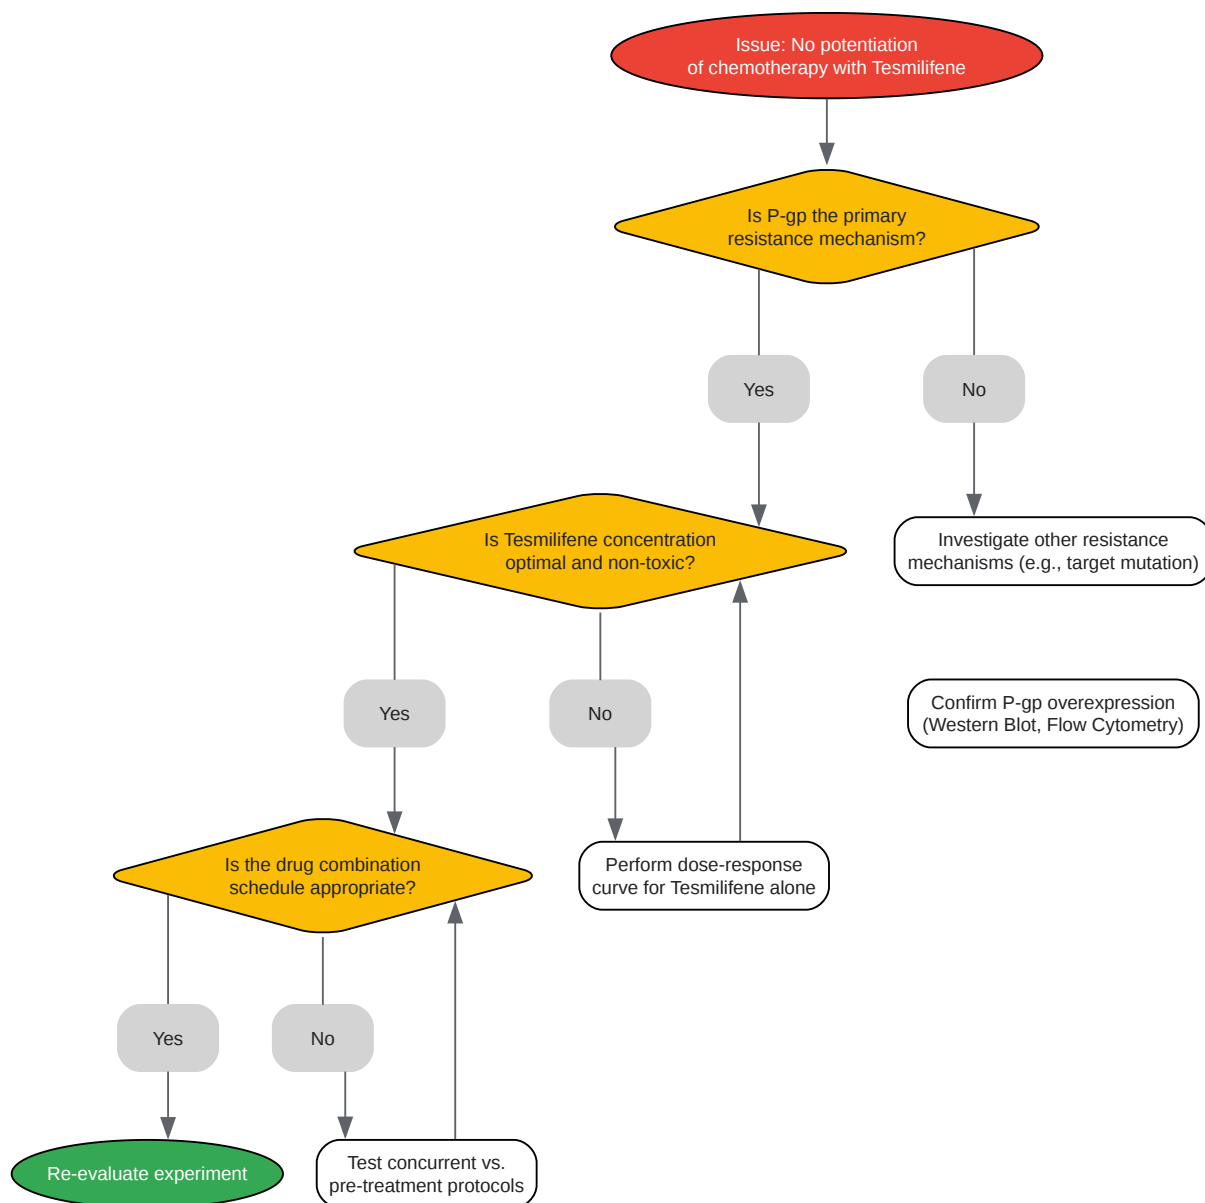 Issue: No potentiation
of chemotherapy with Tesmilifene
Is P-gp the primary
resistance mechanism?
Yes
No
Is Tesmilifene concentration
optimal and non-toxic?
Investigate other resistance
mechanisms (e.g., target mutation)
Yes
No
Confirm P-gp overexpression
(Western Blot, Flow Cytometry)
Is the drug combination
schedule appropriate?
Perform dose-response
curve for Tesmilifene alone
Yes
No
Re-evaluate experiment
Test concurrent vs.
pre-treatment protocols